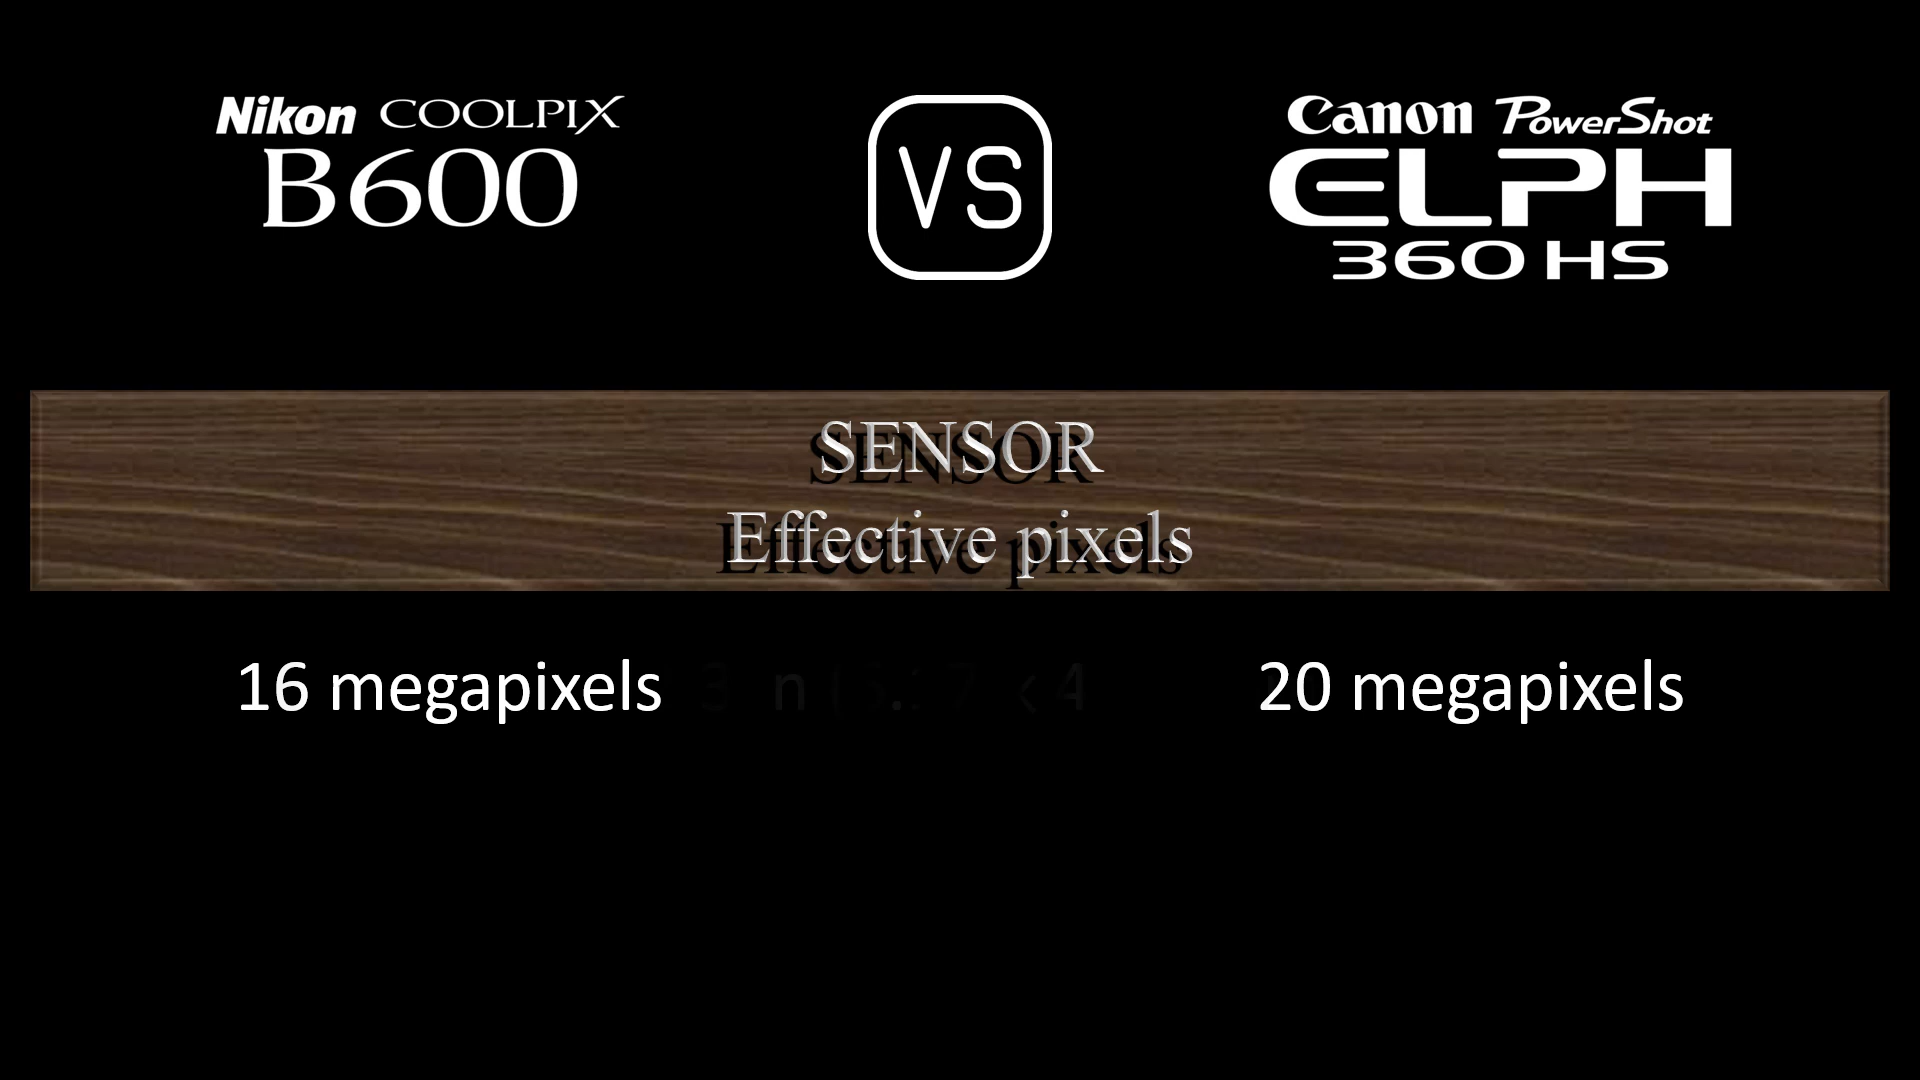 Nikon COOLPIX
B600
VS
Canon PowerShot
ELPH
360 HS
SENSOR
Effective pixels
16 megapixels
20 megapixels